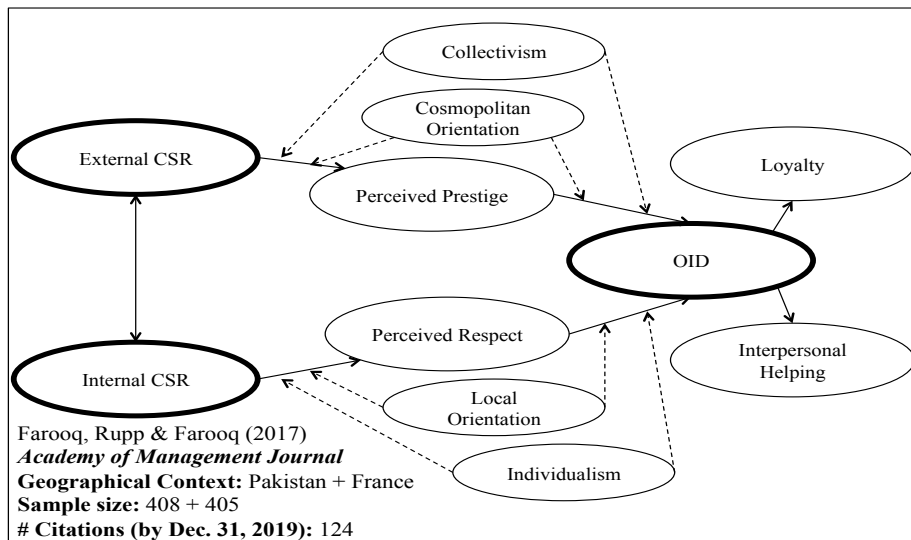 Collectivism
Cosmopolitan
Orientation
External CSR
Loyalty
Perceived Prestige
OID
Perceived Respect
Interpersonal
Helping
Internal CSR
Local
Orientation
Farooq, Rupp & Farooq (2017)
Academy of Management Journal
Individualism
Geographical Context: Pakistan + France
Sample size: 408 + 405
# Citations (by Dec. 31, 2019): 124